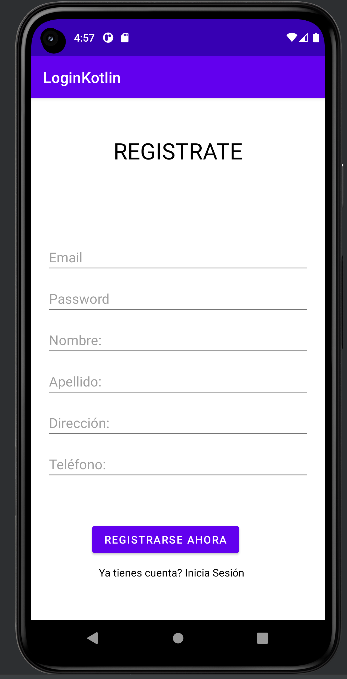 4:57
LoginKotlin
REGISTRATE
Email
Password
Nombre:
Apellido:
Dirección:
Teléfono:
REGISTRARSE AHORA
Ya tienes cuenta? Inicia Sesión